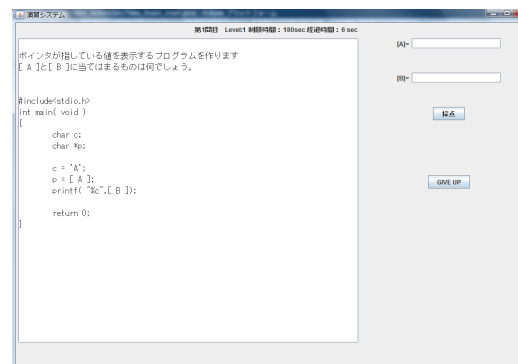 演習システム
第1問目 Level:1 制限時間：180sec 経過時間：6 sec
ポインタが指している値を表示するプログラムを作ります
[ A ]と[ B ]に当てはまるものは何でしょう。
[A]=
[B]=
#include<stdio.h>
int main( void )
{
char c;
char *p;
c = 'A';
p = [ A ];
printf( "%c",[ B ]);
return 0;
}
採点
GIVE UP